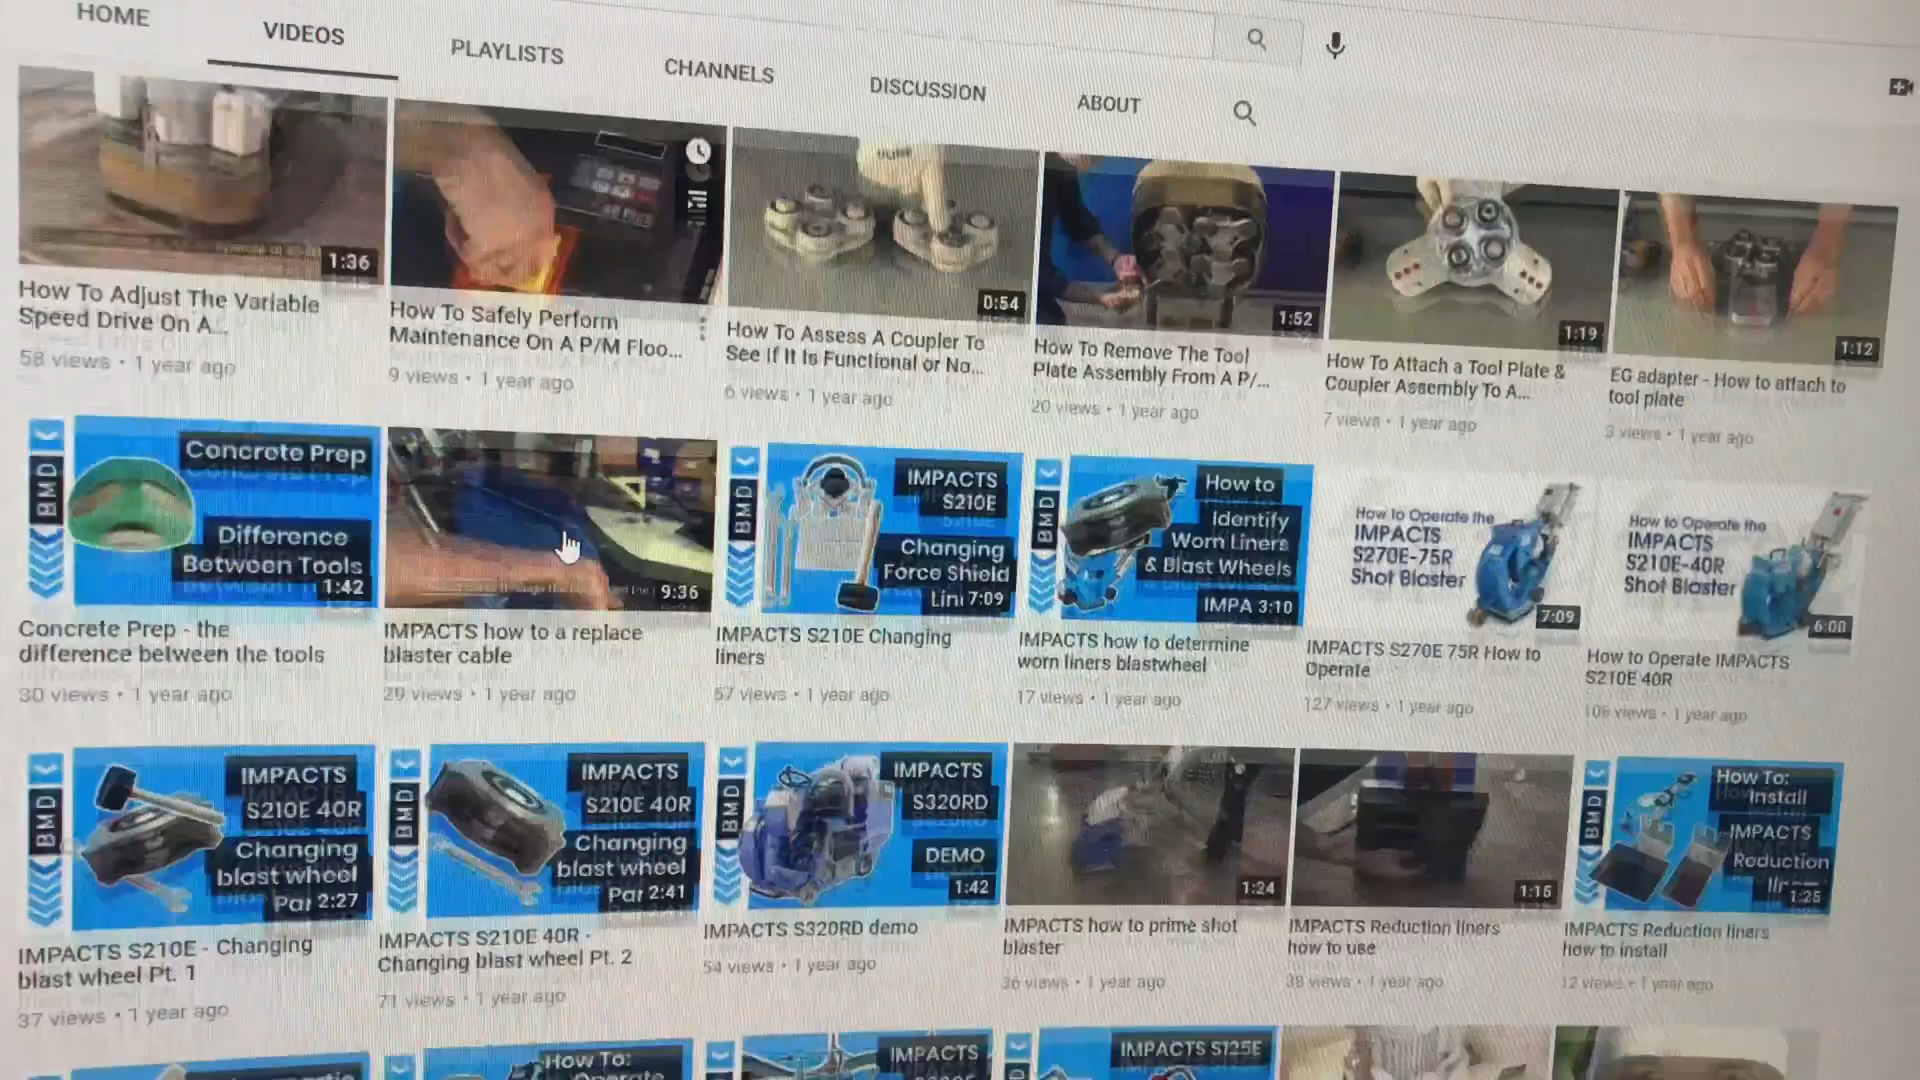 HOME
VIDEOS
PLAYLISTS
CHANNELS
DISCUSSION
ABOUT
1:36
0:54
1:52
1:19
1:12
How To Adjust The Variable
Speed Drive On A...
58 views • 1 year ago
How To Safely Perform
Maintenance On A P/M Floo...
9 views • 1 year ago
How To Assess A Coupler To
See If It Is Functional or No...
6 views • 1 year ago
How To Remove The Tool
Plate Assembly From A P/...
20 views • 1 year ago
How To Attach a Tool Plate &
Coupler Assembly To A...
7 views • 1 year ago
EG adapter - How to attach to
tool plate
3 views • 1 year ago
BMD
Concrete Prep
Difference
Between Tools
1:42
9:36
BMD
IMPACTS
S210E
Changing
Force Shield
Lini 7:09
BMD
How to
Identify
Worn Liners
& Blast Wheels
IMPA 3:10
How to Operate the
IMPACTS
S270E-75R
Shot Blaster
7:09
How to Operate the
IMPACTS
S210E-40R
Shot Blaster
6:00
Concrete Prep - the
difference between the tools
30 views • 1 year ago
IMPACTS how to a replace
blaster cable
29 views • 1 year ago
IMPACTS S210E Changing
liners
57 views • 1 year ago
IMPACTS how to determine
worn liners blastwheel
17 views • 1 year ago
IMPACTS S270E 75R How to
Operate
127 views • 1 year ago
How to Operate IMPACTS
S210E 40R
views • 1 year ago
BMD
IMPACTS
S210E 40R
Changing
blast wheel
Par 2:27
BMD
IMPACTS
S210E 40R
Changing
blast wheel
Par 2:41
BMD
IMPACTS
S320RD
DEMO
1:42
1:24
1:15
BMD
How To:
Install
IMPACTS
Reduction
1:25
IMPACTS S210E - Changing
blast wheel Pt. 1
37 views • 1 year ago
IMPACTS S210E 40R -
Changing blast wheel Pt. 2
71 views • 1 year ago
IMPACTS S320RD demo
54 views • 1 year ago
IMPACTS how to prime shot
blaster
36 views • 1 year ago
IMPACTS Reduction liners
how to use
38 views • 1 year ago
IMPACTS Reduction liners
how to install
12 views • 1 year ago
How To:
Operate
IMPACTS
IMPACTS S125E